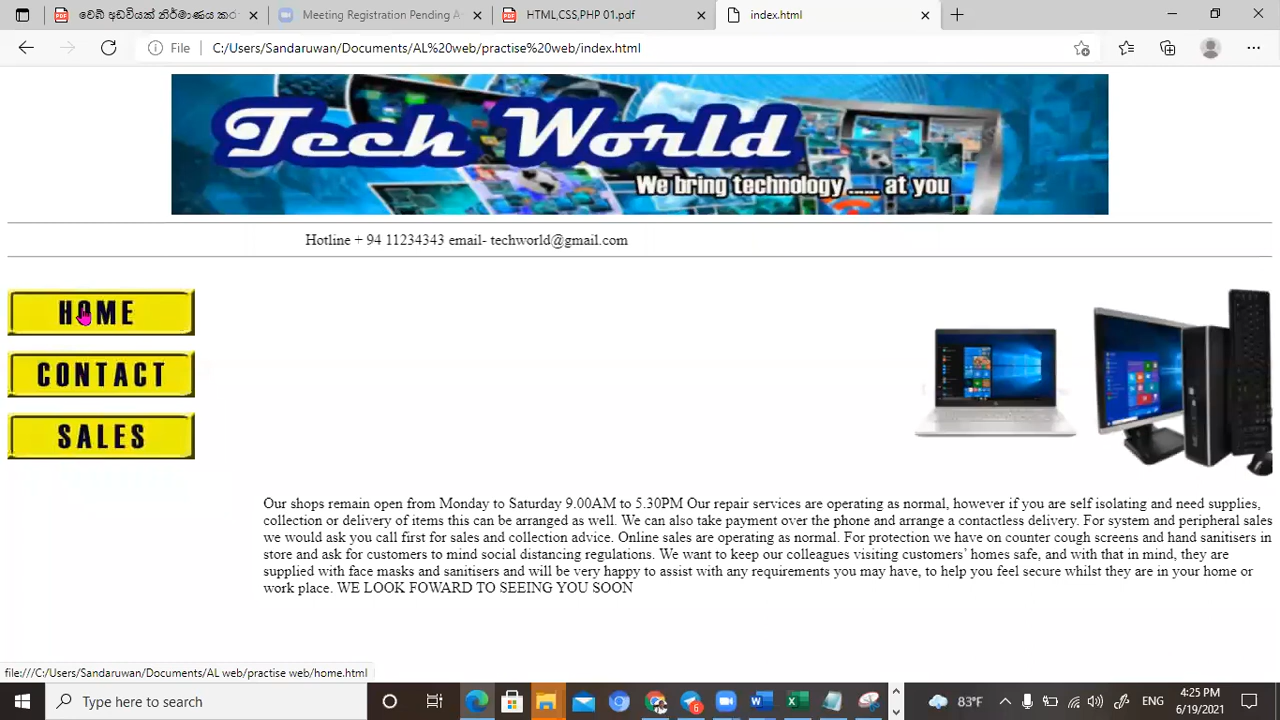 වෙබ් අඩවියක් නිර්මාණය කර
Meeting Registration Pending A
HTML,CSS,PHP 01.pdf
index.html
File C:/Users/Sandaruwan/Documents/AL%20web/practise%20web/index.html
Tech World
We bring technology ...... at you
Hotline + 94 11234343 email- techworld@gmail.com
HOME
CONTACT
SALES
Our shops remain open from Monday to Saturday 9.00AM to 5.30PM Our repair services are operating as normal, however if you are self isolating and need supplies,
collection or delivery of items this can be arranged as well. We can also take payment over the phone and arrange a contactless delivery. For system and peripheral sales
we would ask you call first for sales and collection advice. Online sales are operating as normal. For protection we have on counter cough screens and hand sanitisers in
store and ask for customers to mind social distancing regulations. We want to keep our colleagues visiting customers’ homes safe, and with that in mind, they are
supplied with face masks and sanitisers and will be very happy to assist with any requirements you may have, to help you feel secure whilst they are in your home or
work place. WE LOOK FOWARD TO SEEING YOU SOON
file:///C:/Users/Sandaruwan/Documents/AL web/practise web/home.html
Type here to search
6
83°F
ENG
4:25 PM
6/19/2021